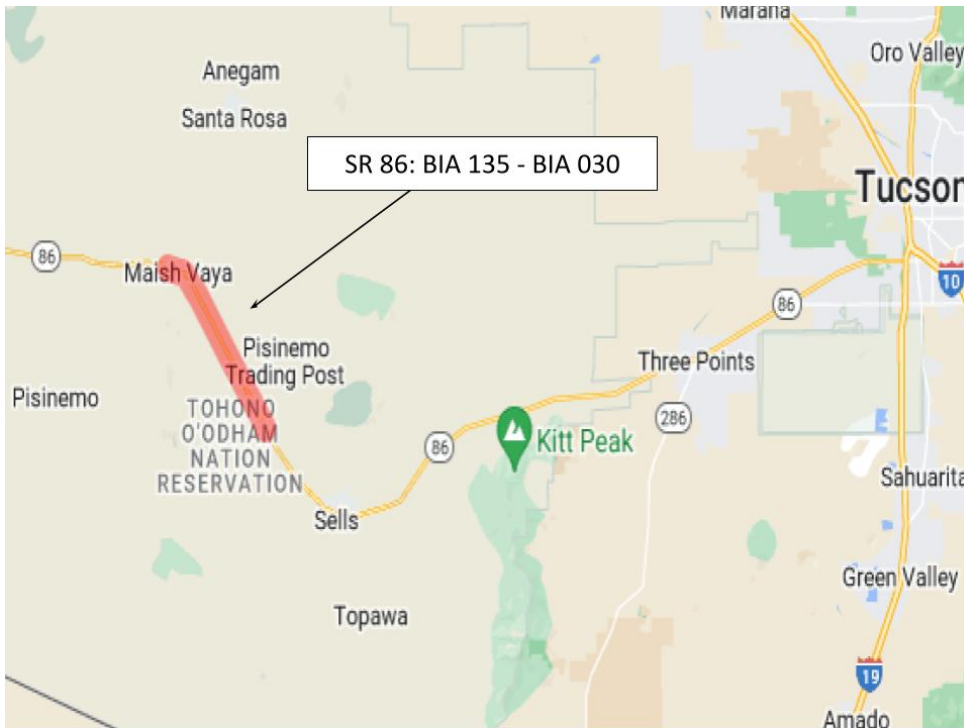 Marana
Oro Valley
Anegam
Santa Rosa
SR 86: BIA 135 - BIA 030
Tucson
86
Maish Vaya
10
86
Pisinemo
Trading Post
Three Points
Pisinemo
TOHONO
O'ODHAM
NATION
RESERVATION
286
86
Kitt Peak
Sahuarita
Sells
Green Valley
Topawa
19
Amado